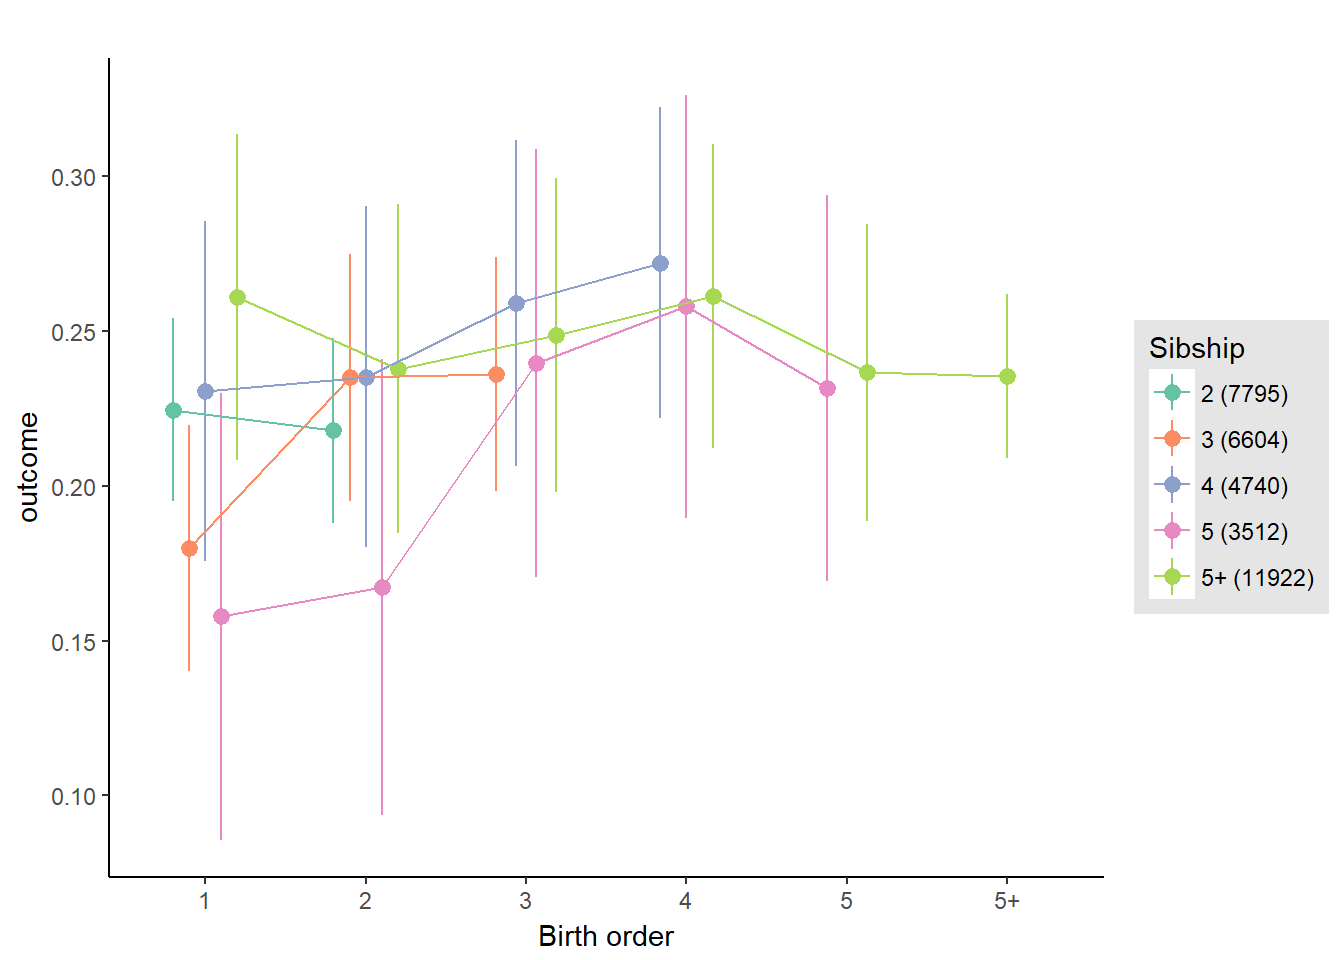 outcome
0.30
0.25
0.20
0.15
0.10
1 2 3 4 5 5+
Birth order
Sibship
2 (7795)
3 (6604)
4 (4740)
5 (3512)
5+ (11922)